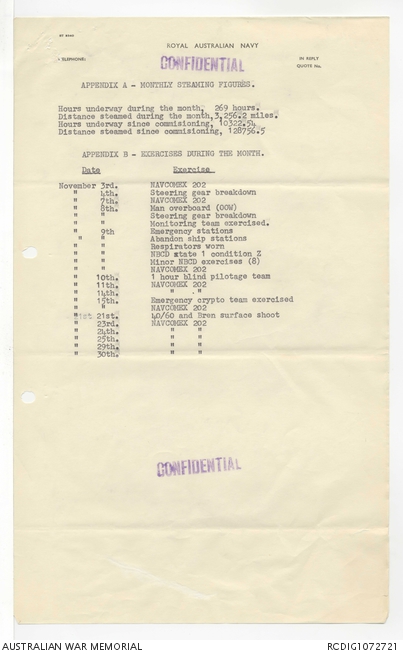 ROYAL AUSTRALIAN NAVY
TELEPHONE:
IN REPLY
QUOTE No.
CONFIDENTIAL
APPENDIX A - MONTHLY STEAMING FIGURES.
Hours underway during the month, 269 hours.
Distance steamed during the month, 3,256.2 miles.
Hours underway since commisioning, 10322.5
Distance steamed since commisioning, 128756.5
APPENDIX B - EXERCISES DURING THE MONTH.
Date Exercise
November 3rd. NAVCOMEX 202
" 4th. Steering gear breakdown
" 7th. NAVCOMEX 202
" 8th. Man overboard (OOW)
" Steering gear breakdown
" Monitoring team exercised.
" 9th Emergency stations
" Abandon ship stations
" Respirators worn
" NBCD state 1 condition Z
" Minor NBCD exercises (8)
" NAVCOMEX 202
" 10th. 1 hour blind pilotage team
" 11th. NAVCOMEX 202
" 14th. " "
" 15th. Emergency crypto team exercised
" " NAVCOMEX 202
" 21st. 40/60 and Bren surface shoot
" 23rd. NAVCOMEX 202
" 24th. " "
" 25th. " "
" 29th. " "
" 30th. " "
CONFIDENTIAL
AUSTRALIAN WAR MEMORIAL RCDIG1072721